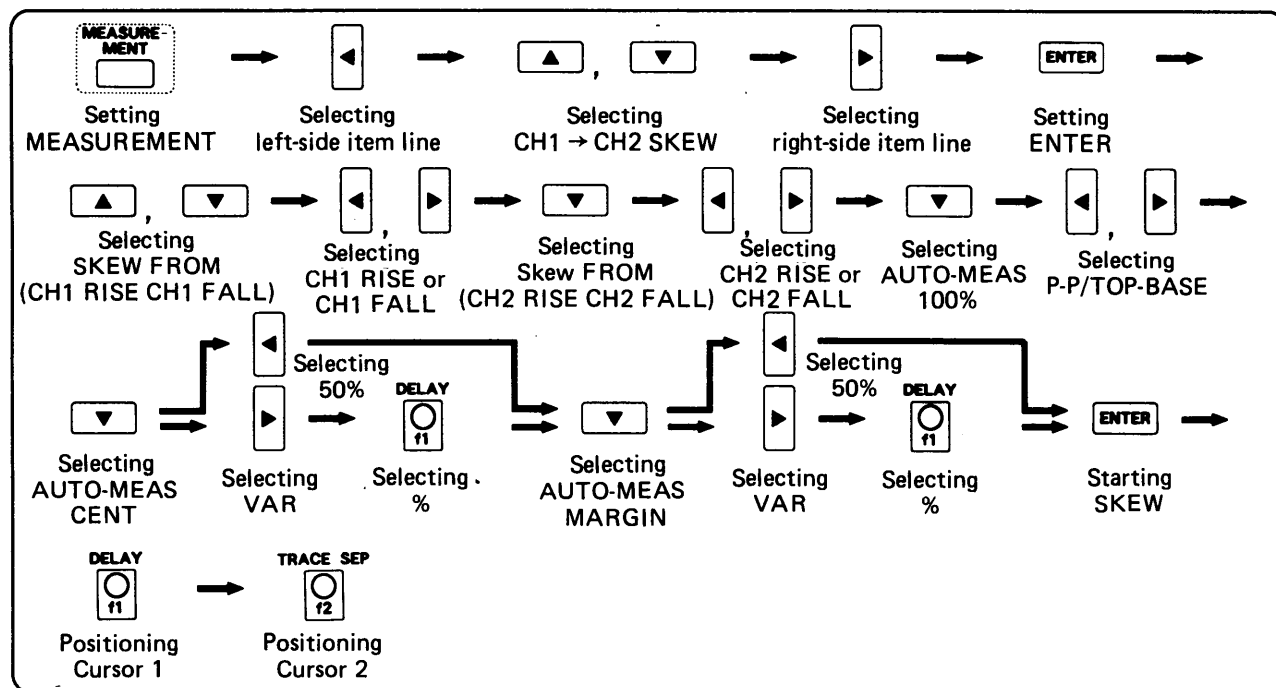 MEASURE-
MENT
ENTER
Setting
MEASUREMENT
Selecting
left-side item line
Selecting
CH1 → CH2 SKEW
Selecting
right-side item line
Setting
ENTER
Selecting
SKEW FROM
(CH1 RISE CH1 FALL)
Selecting
CH1 RISE or
CH1 FALL
Selecting
Skew FROM
(CH2 RISE CH2 FALL)
Selecting
CH2 RISE or
CH2 FALL
Selecting
AUTO-MEAS
100%
Selecting
P-P/TOP-BASE
Selecting
50%
Selecting
50%
DELAY
f1
DELAY
f1
ENTER
Selecting
AUTO-MEAS
CENT
Selecting
VAR
Selecting
%
Selecting
AUTO-MEAS
MARGIN
Selecting
VAR
Selecting
%
Starting
SKEW
DELAY
f1
Positioning
Cursor 1
TRACE SEP
f2
Positioning
Cursor 2